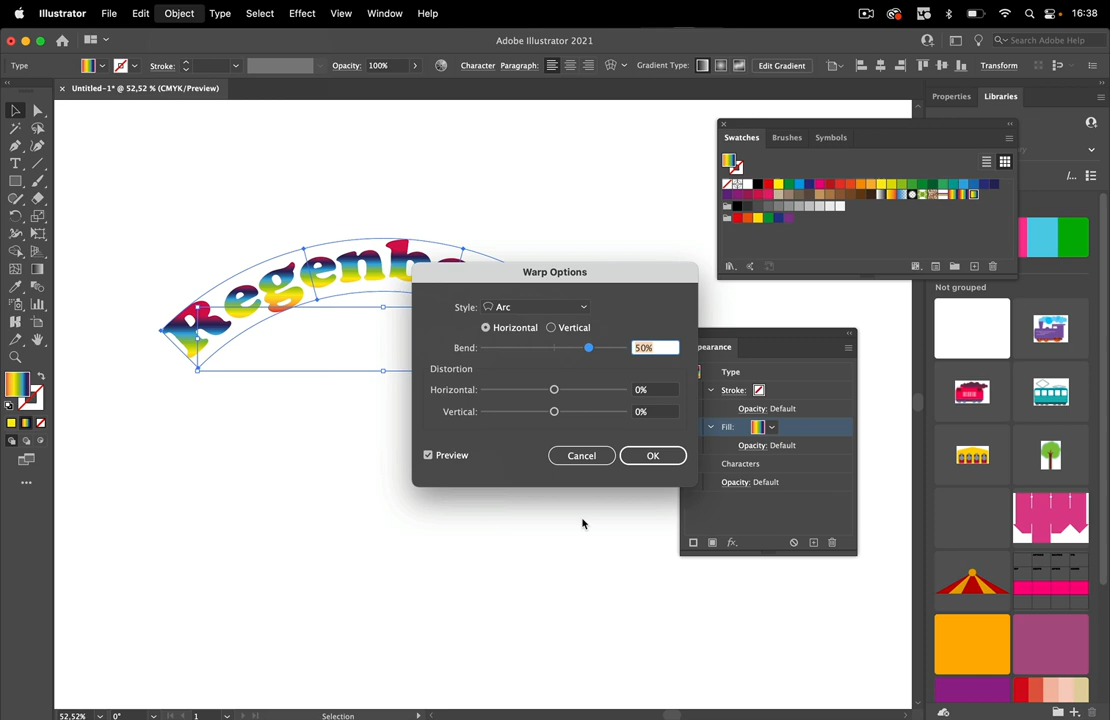 Illustrator File Edit Object Type Select Effect View Window Help 16:38
Adobe Illustrator 2021 Search Adobe Help
Type Stroke: Opacity: 100% Character Paragraph: Gradient Type: Edit Gradient Transform
× Untitled-1* @ 52,52 % (CMYK/Preview)
Properties Libraries
Swatches Brushes Symbols
Not grouped
Regenb
Warp Options
Style: Arc
Horizontal Vertical
Bend: 50%
Distortion
Horizontal: 0%
Vertical: 0%
Preview Cancel OK
pearance
Type
Stroke:
Opacity: Default
Fill:
Opacity: Default
Characters
Opacity: Default
fx.
52,52% 0° 1 Selection